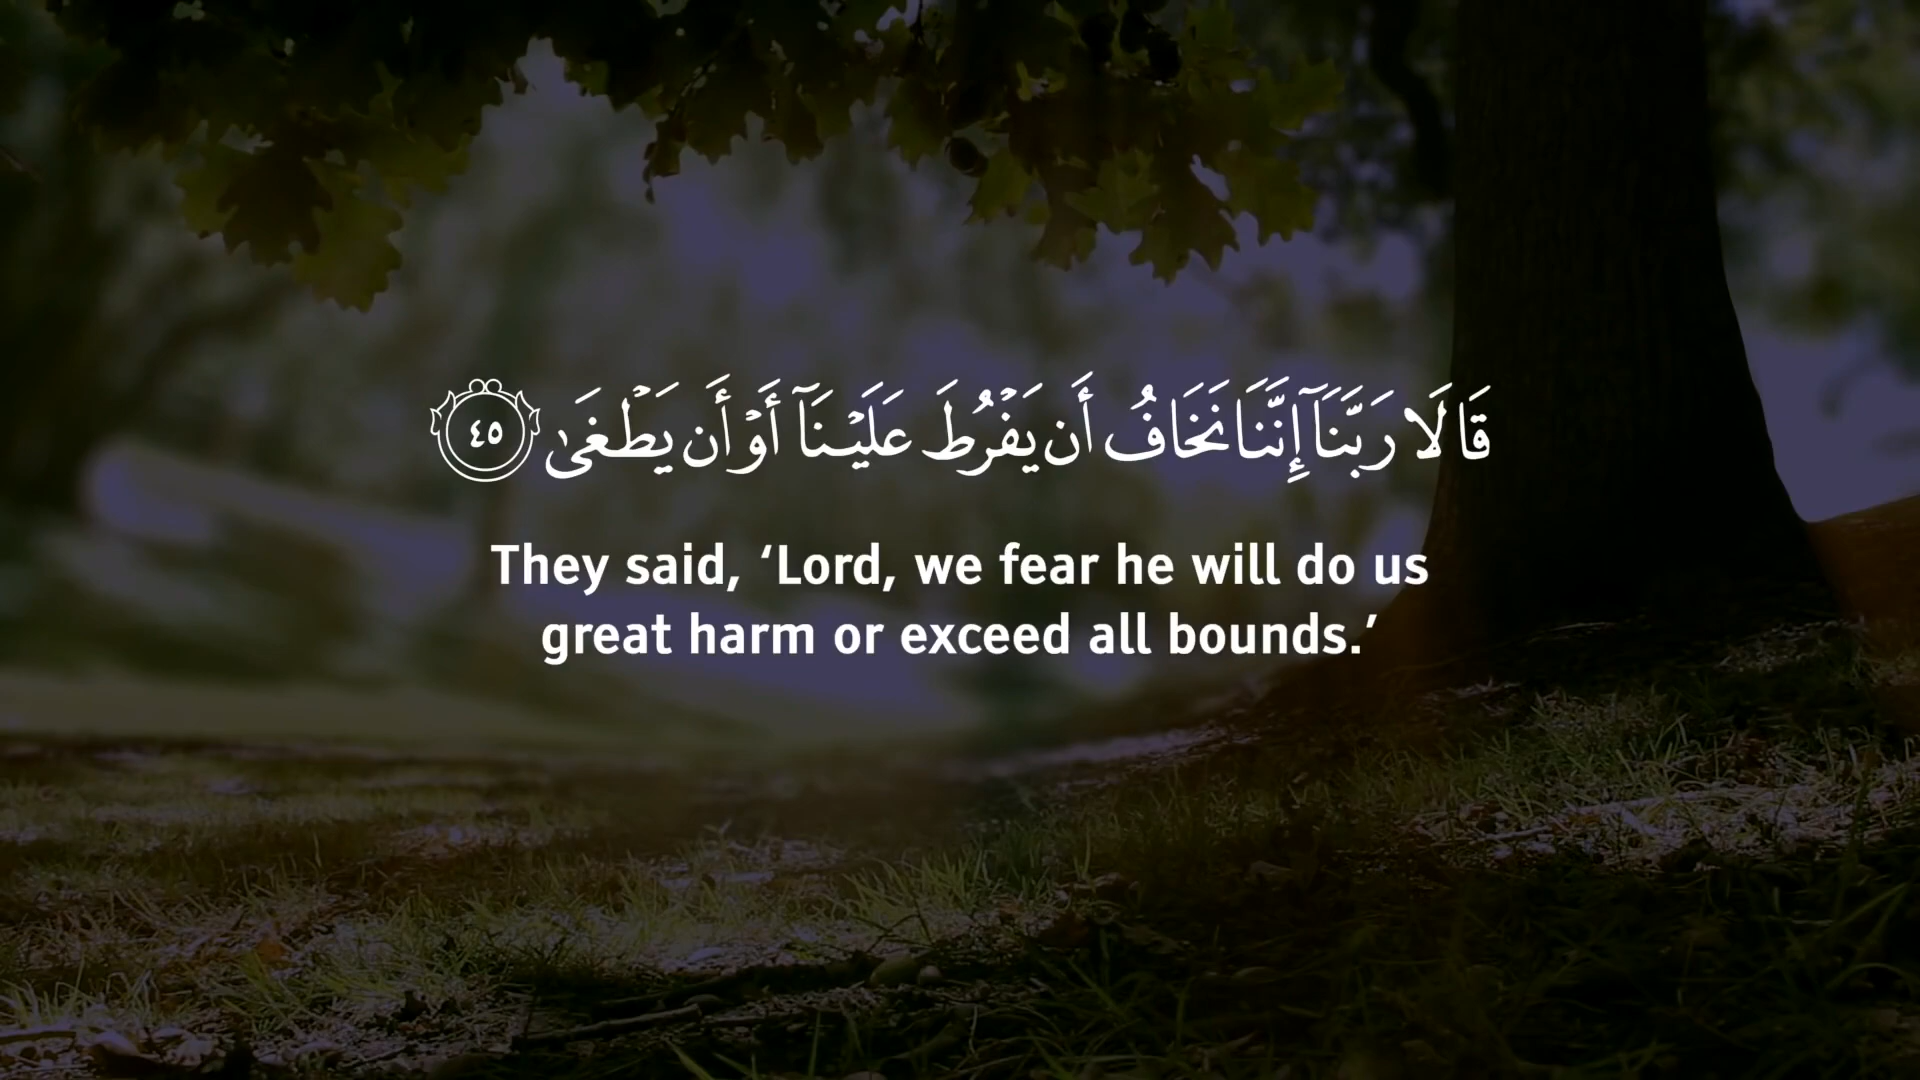 قَالَا رَبَّنَآ إِنَّنَا نَخَافُ أَن يَفْرُطَ عَلَيْنَآ أَوْ أَن يَطْغَىٰ ٤٥
They said, ‘Lord, we fear he will do us
great harm or exceed all bounds.’